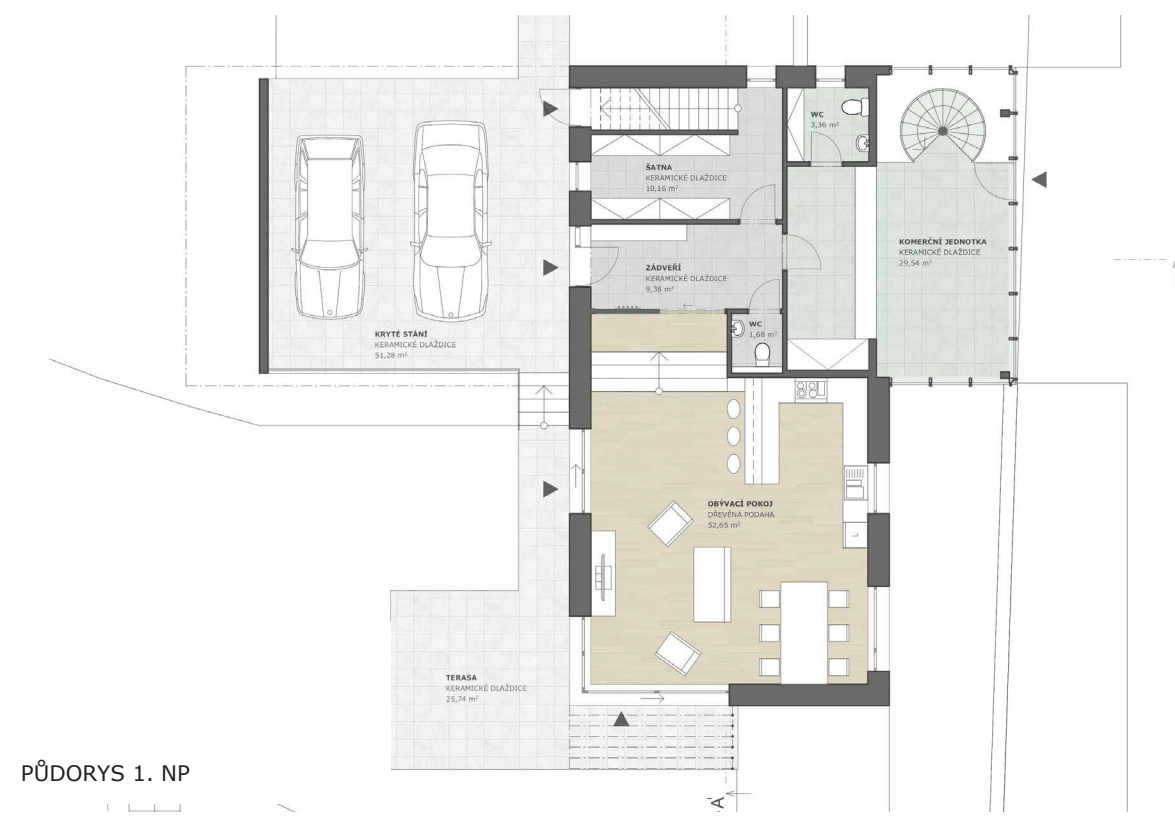 WC
3,36 m²
ŠATNA
KERAMICKÉ DLAŽDICE
10,16 m²
KOMERČNÍ JEDNOTKA
KERAMICKÉ DLAŽDICE
29,54 m²
ZÁDVEŘÍ
KERAMICKÉ DLAŽDICE
9,36 m²
WC
1,68 m²
KRYTÉ STÁNÍ
KERAMICKÉ DLAŽDICE
51,28 m²
OBÝVACÍ POKOJ
DŘEVĚNÁ PODAHA
52,65 m²
L
TERASA
KERAMICKÉ DLAŽDICE
25,74 m²
PŮDORYS 1. NP